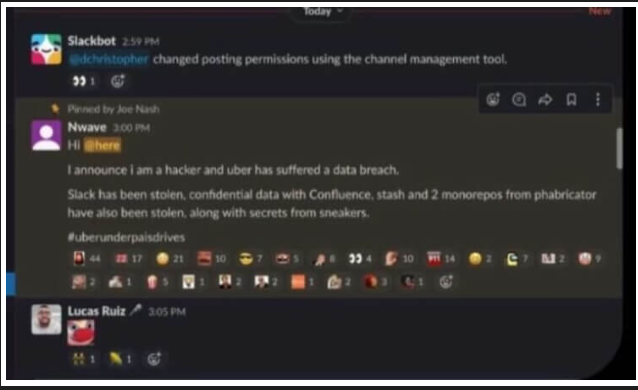 Today
New
Slackbot 2:59 PM
@dchristopher changed posting permissions using the channel management tool.
1
Pinned by Joe Nash
Nwave 3:00 PM
Hi @here
I announce i am a hacker and uber has suffered a data breach.
Slack has been stolen, confidential data with Confluence, stash and 2 monorepos from phabricator
have also been stolen, along with secrets from sneakers.
#uberunderpaisdrives
44 17 21 10 7 5 8 4 10 14 2 7 2 9
2 1 5 1 2 2 1 2 3 1
Lucas Ruiz 3:05 PM
1 1